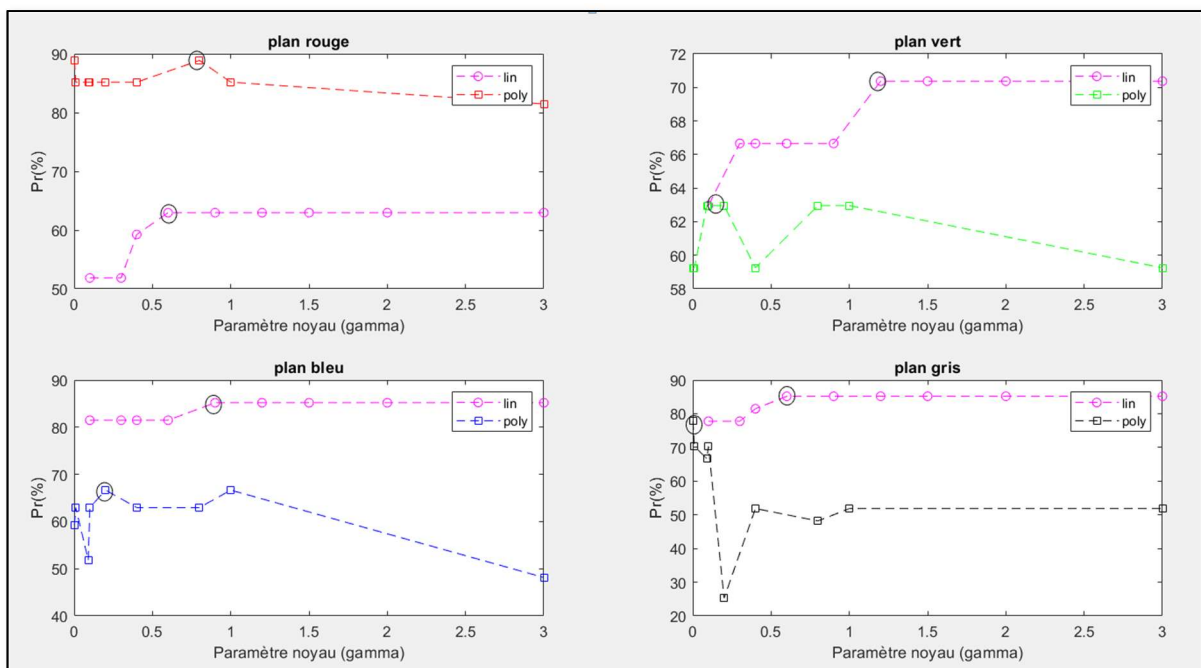 plan rouge
90
80
70
60
50
Pr(%)
0
0.5
1
1.5
2
2.5
3
Paramètre noyau (gamma)
lin
poly
plan vert
72
70
68
66
64
62
60
58
Pr(%)
0
0.5
1
1.5
2
2.5
3
Paramètre noyau (gamma)
lin
poly
plan bleu
90
80
70
60
50
40
Pr(%)
0
0.5
1
1.5
2
2.5
3
Paramètre noyau (gamma)
lin
poly
plan gris
90
80
70
60
50
40
30
20
Pr(%)
0
0.5
1
1.5
2
2.5
3
Paramètre noyau (gamma)
lin
poly